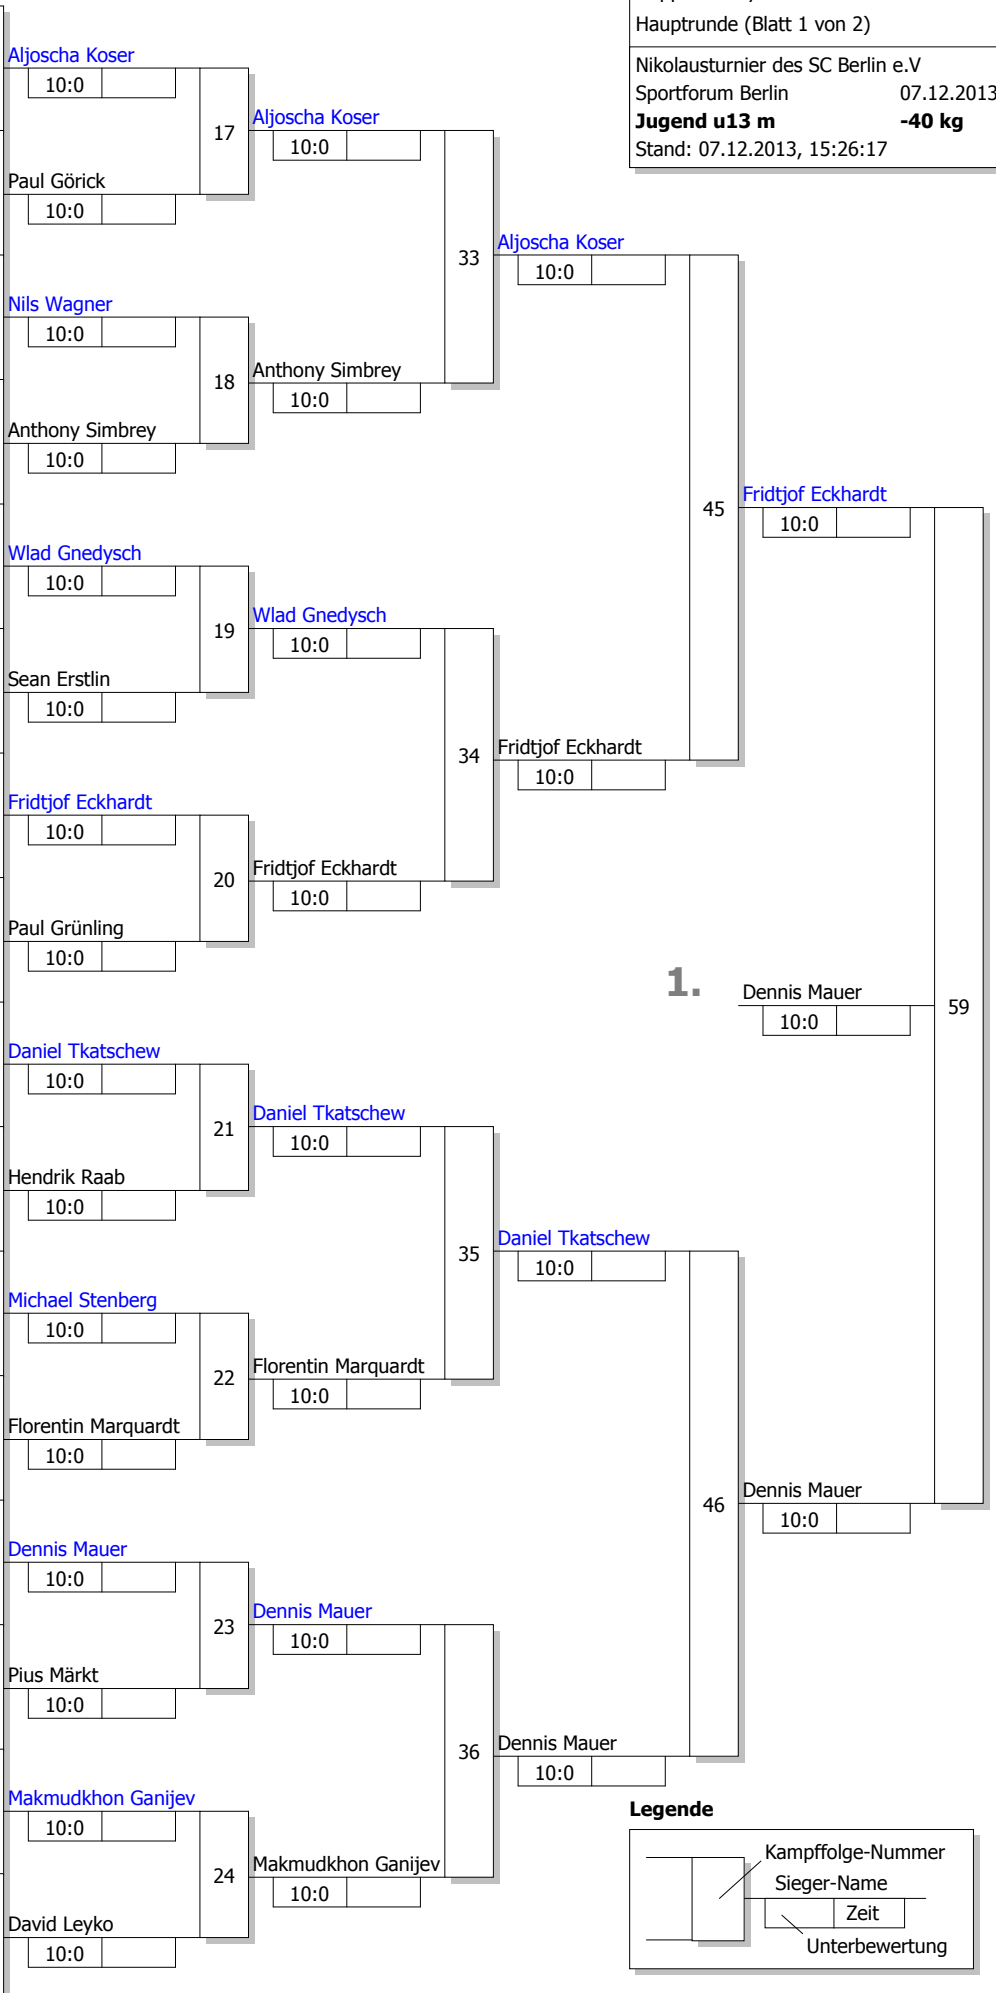 Hauptrunde (Blatt 1 von 2)
Nikolausturnier des SC Berlin e.V
Sportforum Berlin 07.12.2013
Jugend u13 m -40 kg
Stand: 07.12.2013, 15:26:17
Aljoscha Koser
10:0
17
Paul Görick
10:0
Nils Wagner
10:0
18
Anthony Simbrey
10:0
Wlad Gnedysch
10:0
19
Sean Erstlin
10:0
Fridtjof Eckhardt
10:0
20
Paul Grünling
10:0
Daniel Tkatschew
10:0
21
Hendrik Raab
10:0
Michael Stenberg
10:0
22
Florentin Marquardt
10:0
Dennis Mauer
10:0
23
Pius Märkt
10:0
Makmudkhon Ganijev
10:0
24
David Leyko
10:0
Aljoscha Koser
10:0
33
Anthony Simbrey
10:0
Wlad Gnedysch
10:0
34
Fridtjof Eckhardt
10:0
Daniel Tkatschew
10:0
35
Florentin Marquardt
10:0
Dennis Mauer
10:0
36
Makmudkhon Ganijev
10:0
Aljoscha Koser
10:0
45
Fridtjof Eckhardt
10:0
Daniel Tkatschew
10:0
46
Dennis Mauer
10:0
Fridtjof Eckhardt
10:0
1.
Dennis Mauer
10:0
59
Dennis Mauer
10:0
Legende
Kampffolge-Nummer
Sieger-Name
Zeit
Unterbewertung